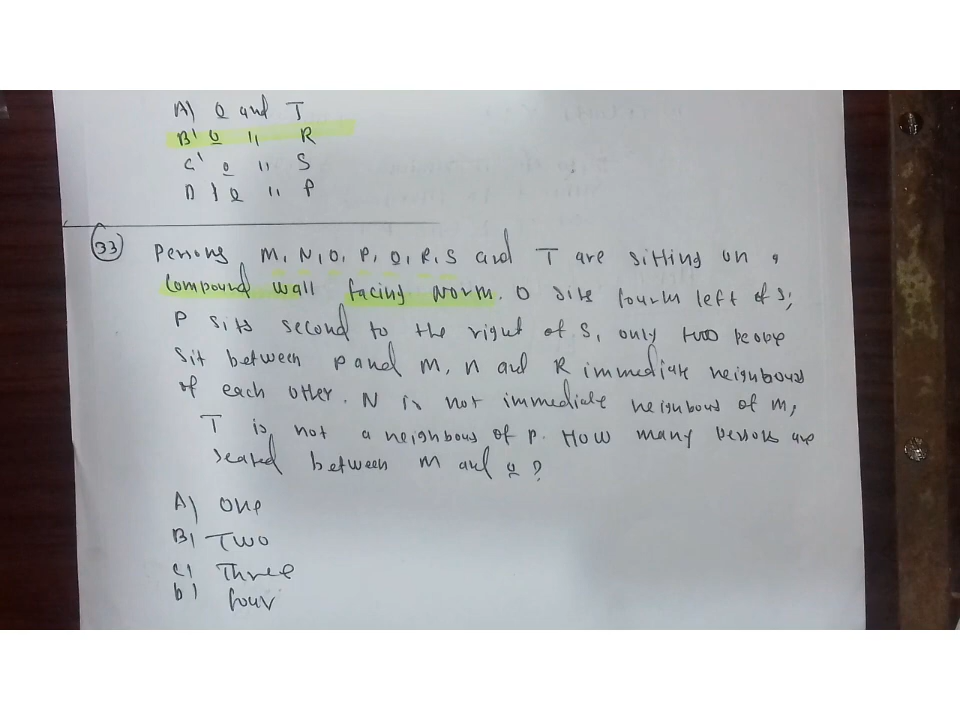 A) Q and T
B) Q " R
C) Q " S
D) Q " P
(33) Persons M, N, O, P, Q, R, S and T are sitting on a
compound wall facing North. O sits fourth left of S;
P sits second to the right of S, only two people
sit between P and M, N and R immediate neighbours
of each other. N is not immediate neighbour of M,
T is not a neighbour of P. How many persons are
seated between M and Q?
A) One
B) Two
C) Three
D) four